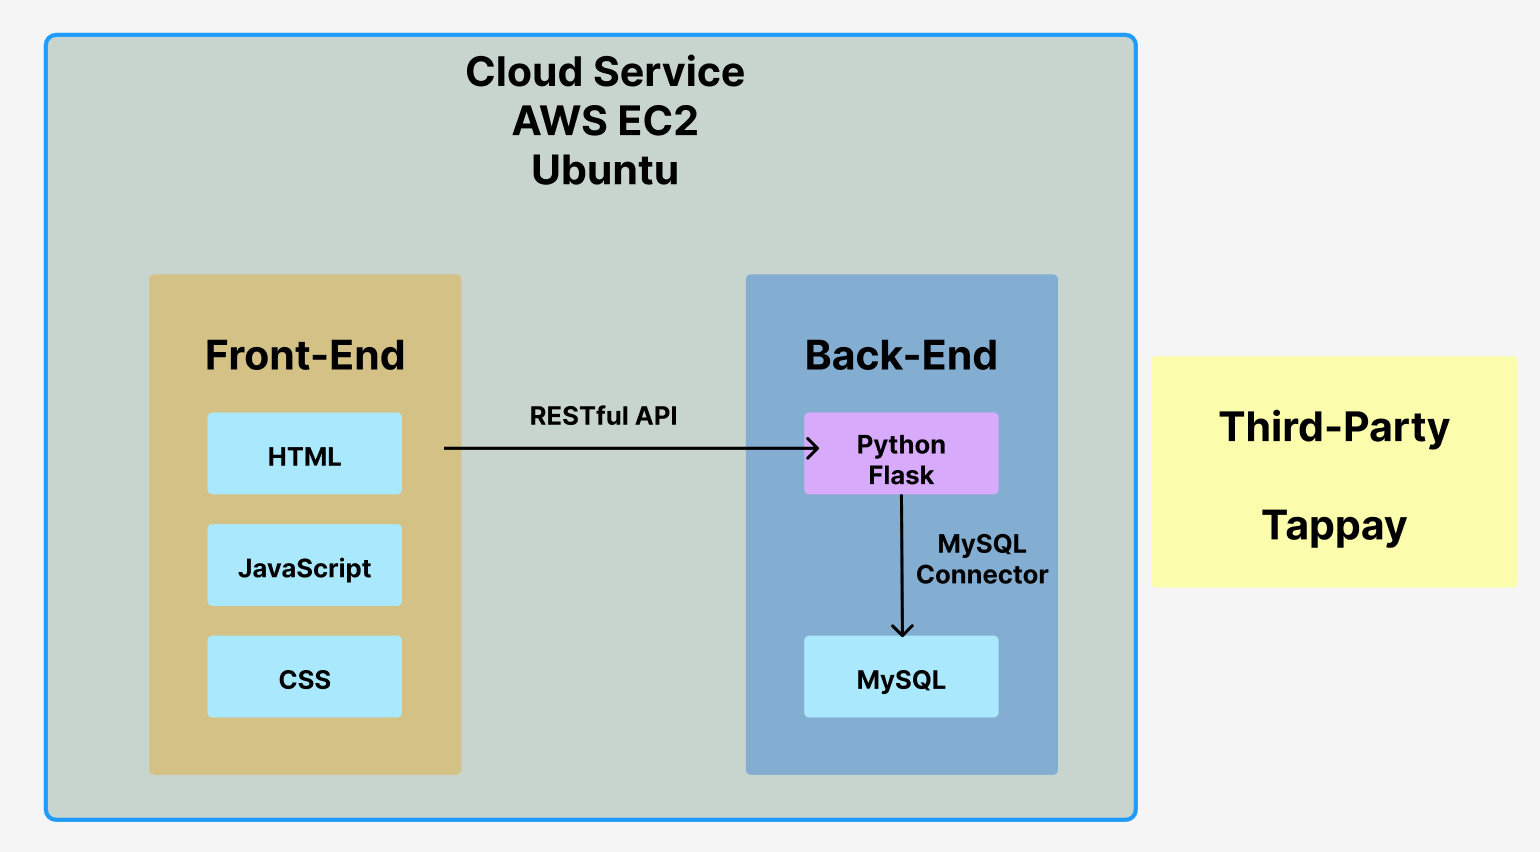 Cloud Service
AWS EC2
Ubuntu
Front-End
HTML
JavaScript
CSS
RESTful API
Back-End
Python
Flask
MySQL
Connector
MySQL
Third-Party
Tappay